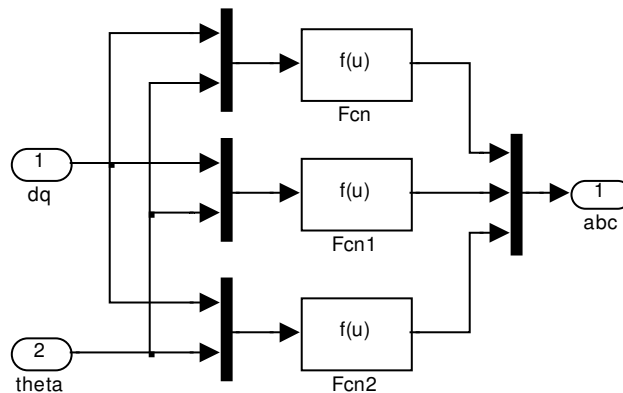 f(u)
Fcn
1
dq
f(u)
Fcn1
1
abc
f(u)
Fcn2
2
theta